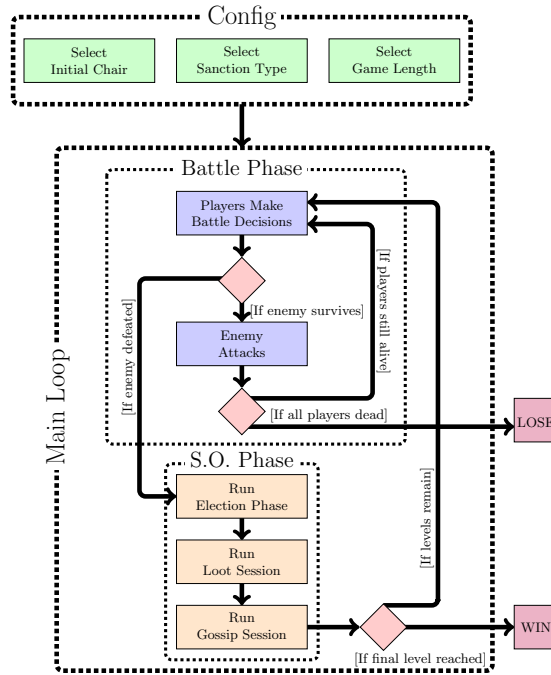 Config
Select
Initial Chair
Select
Sanction Type
Select
Game Length
Main Loop
Battle Phase
Players Make
Battle Decisions
[If enemy survives]
[If enemy defeated]
[If players still alive]
Enemy
Attacks
[If all players dead]
LOSE
S.O. Phase
Run
Election Phase
Run
Loot Session
Run
Gossip Session
[If levels remain]
[If final level reached]
WIN